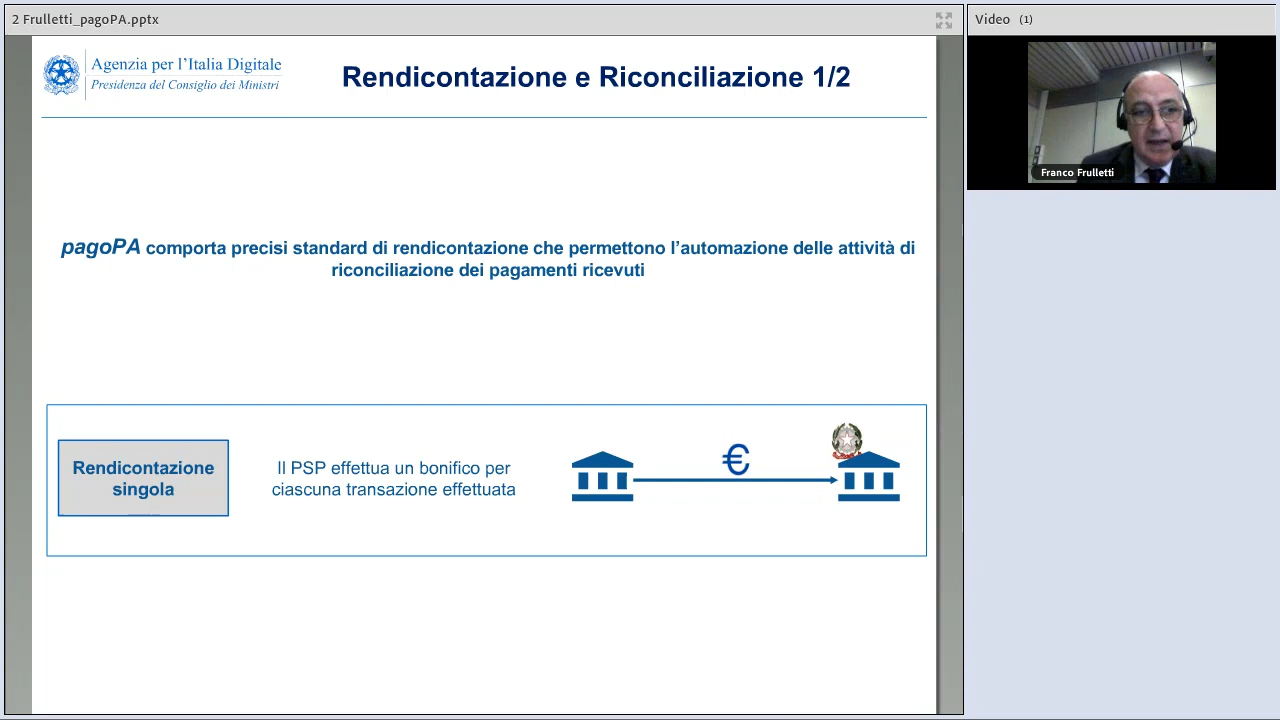 2 Frulletti_pagoPA.pptx
Video (1)
Agenzia per l'Italia Digitale
Presidenza del Consiglio dei Ministri
Rendicontazione e Riconciliazione 1/2
Franco Frulletti
pagoPA comporta precisi standard di rendicontazione che permettono l’automazione delle attività di
riconciliazione dei pagamenti ricevuti
Rendicontazione
singola
Il PSP effettua un bonifico per
ciascuna transazione effettuata
€